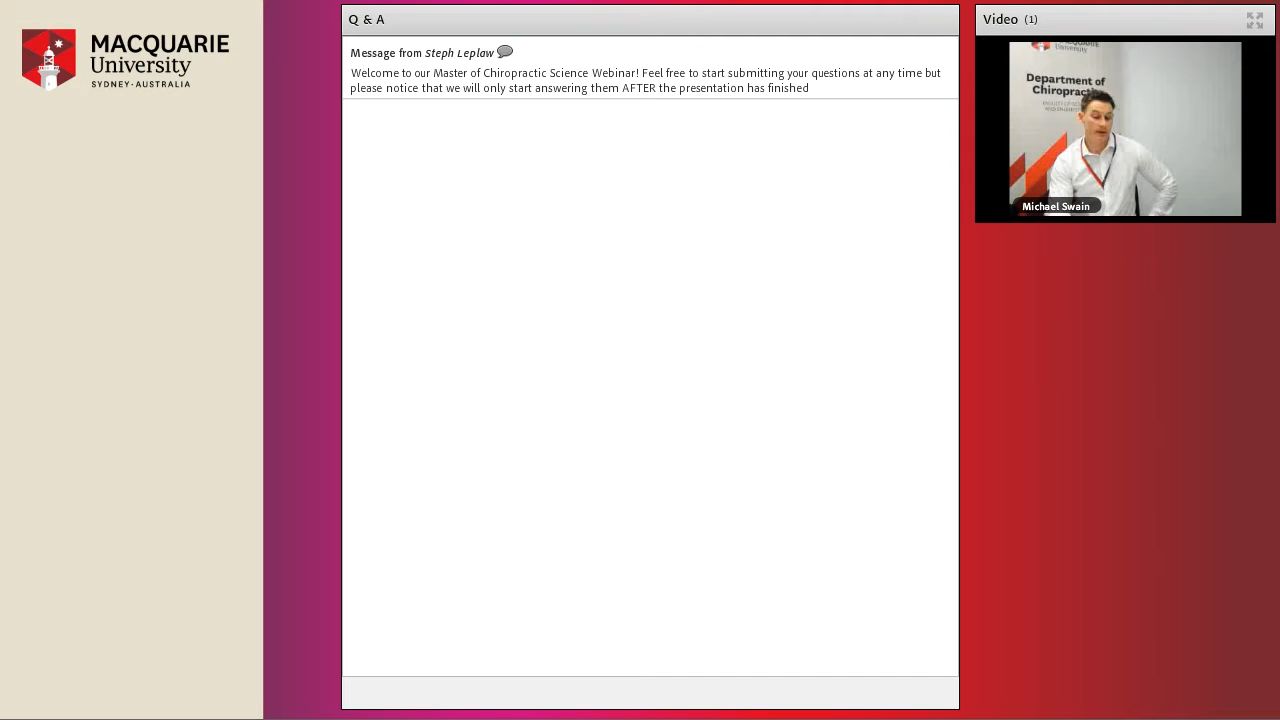 MACQUARIE
University
SYDNEY·AUSTRALIA
Q & A
Message from Steph Leplaw
Welcome to our Master of Chiropractic Science Webinar! Feel free to start submitting your questions at any time but
please notice that we will only start answering them AFTER the presentation has finished
Video (1)
University
Department of
Chiropractic
Michael Swain